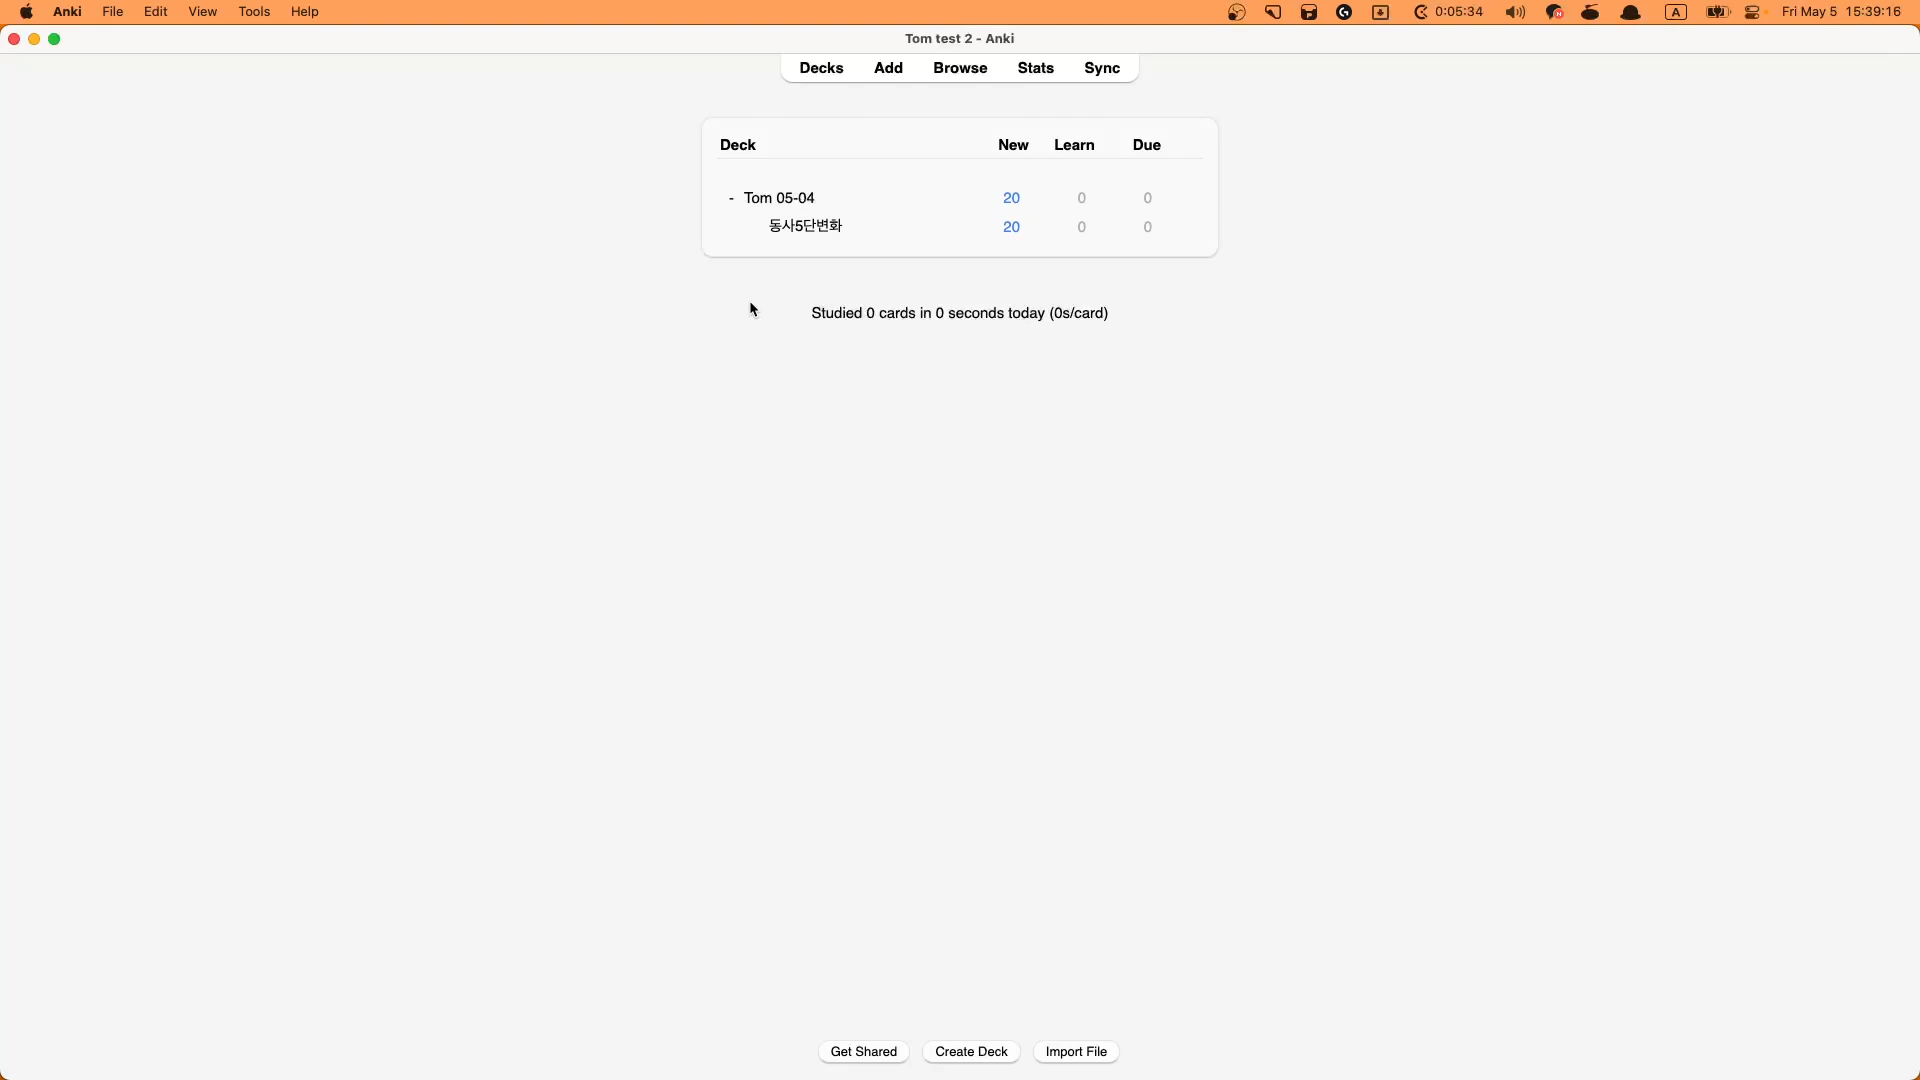 Anki File Edit View Tools Help 0:05:34 A Fri May 5 15:39:16
Tom test 2 - Anki
Decks Add Browse Stats Sync
Deck New Learn Due
- Tom 05-04 20 0 0
동사5단변화 20 0 0
Studied 0 cards in 0 seconds today (0s/card)
Get Shared Create Deck Import File